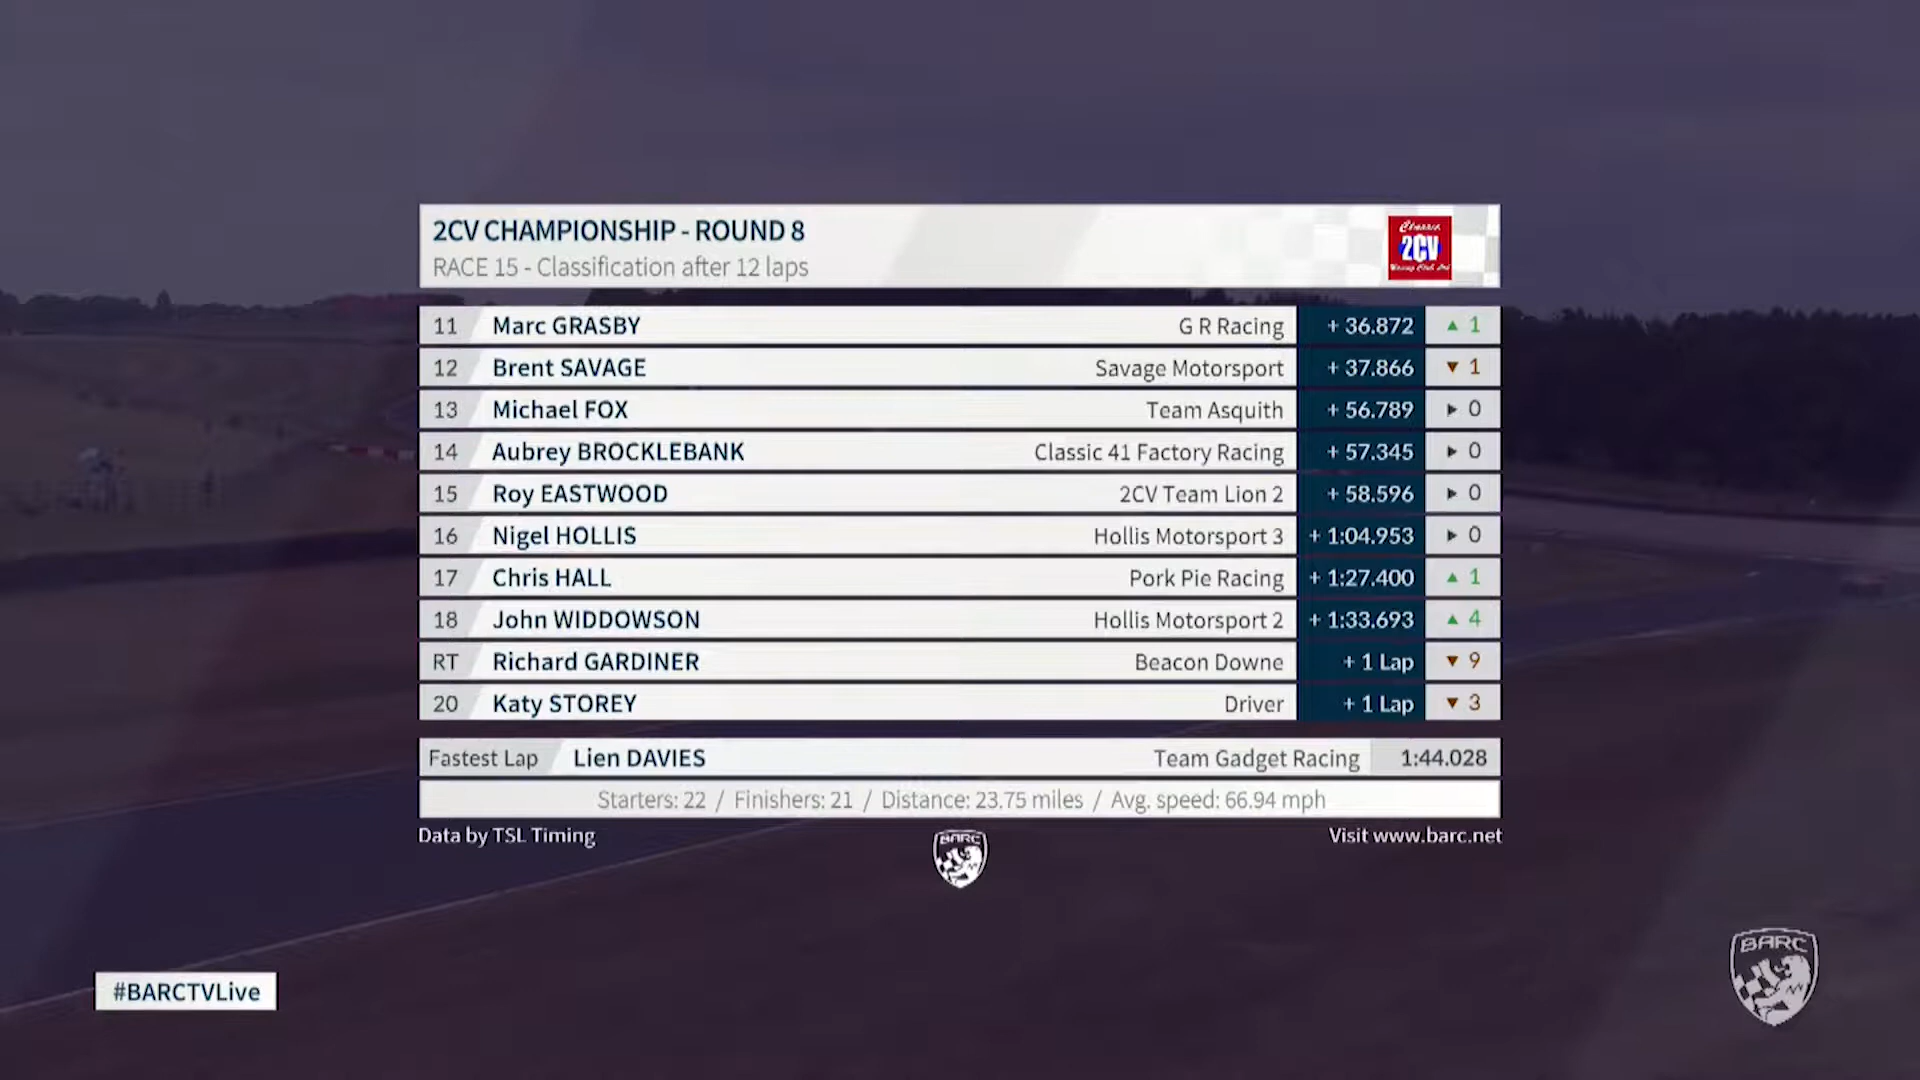 2CV CHAMPIONSHIP - ROUND 8
RACE 15 - Classification after 12 laps
Classic
2CV
Racing Club Ltd
11 Marc GRASBY G R Racing + 36.872 ▲ 1
12 Brent SAVAGE Savage Motorsport + 37.866 ▼ 1
13 Michael FOX Team Asquith + 56.789 ▶ 0
14 Aubrey BROCKLEBANK Classic 41 Factory Racing + 57.345 ▶ 0
15 Roy EASTWOOD 2CV Team Lion 2 + 58.596 ▶ 0
16 Nigel HOLLIS Hollis Motorsport 3 + 1:04.953 ▶ 0
17 Chris HALL Pork Pie Racing + 1:27.400 ▲ 1
18 John WIDDOWSON Hollis Motorsport 2 + 1:33.693 ▲ 4
RT Richard GARDINER Beacon Downe + 1 Lap ▼ 9
20 Katy STOREY Driver + 1 Lap ▼ 3
Fastest Lap Lien DAVIES Team Gadget Racing 1:44.028
Starters: 22 / Finishers: 21 / Distance: 23.75 miles / Avg. speed: 66.94 mph
Data by TSL Timing BARC Visit www.barc.net
#BARCTVLive
BARC